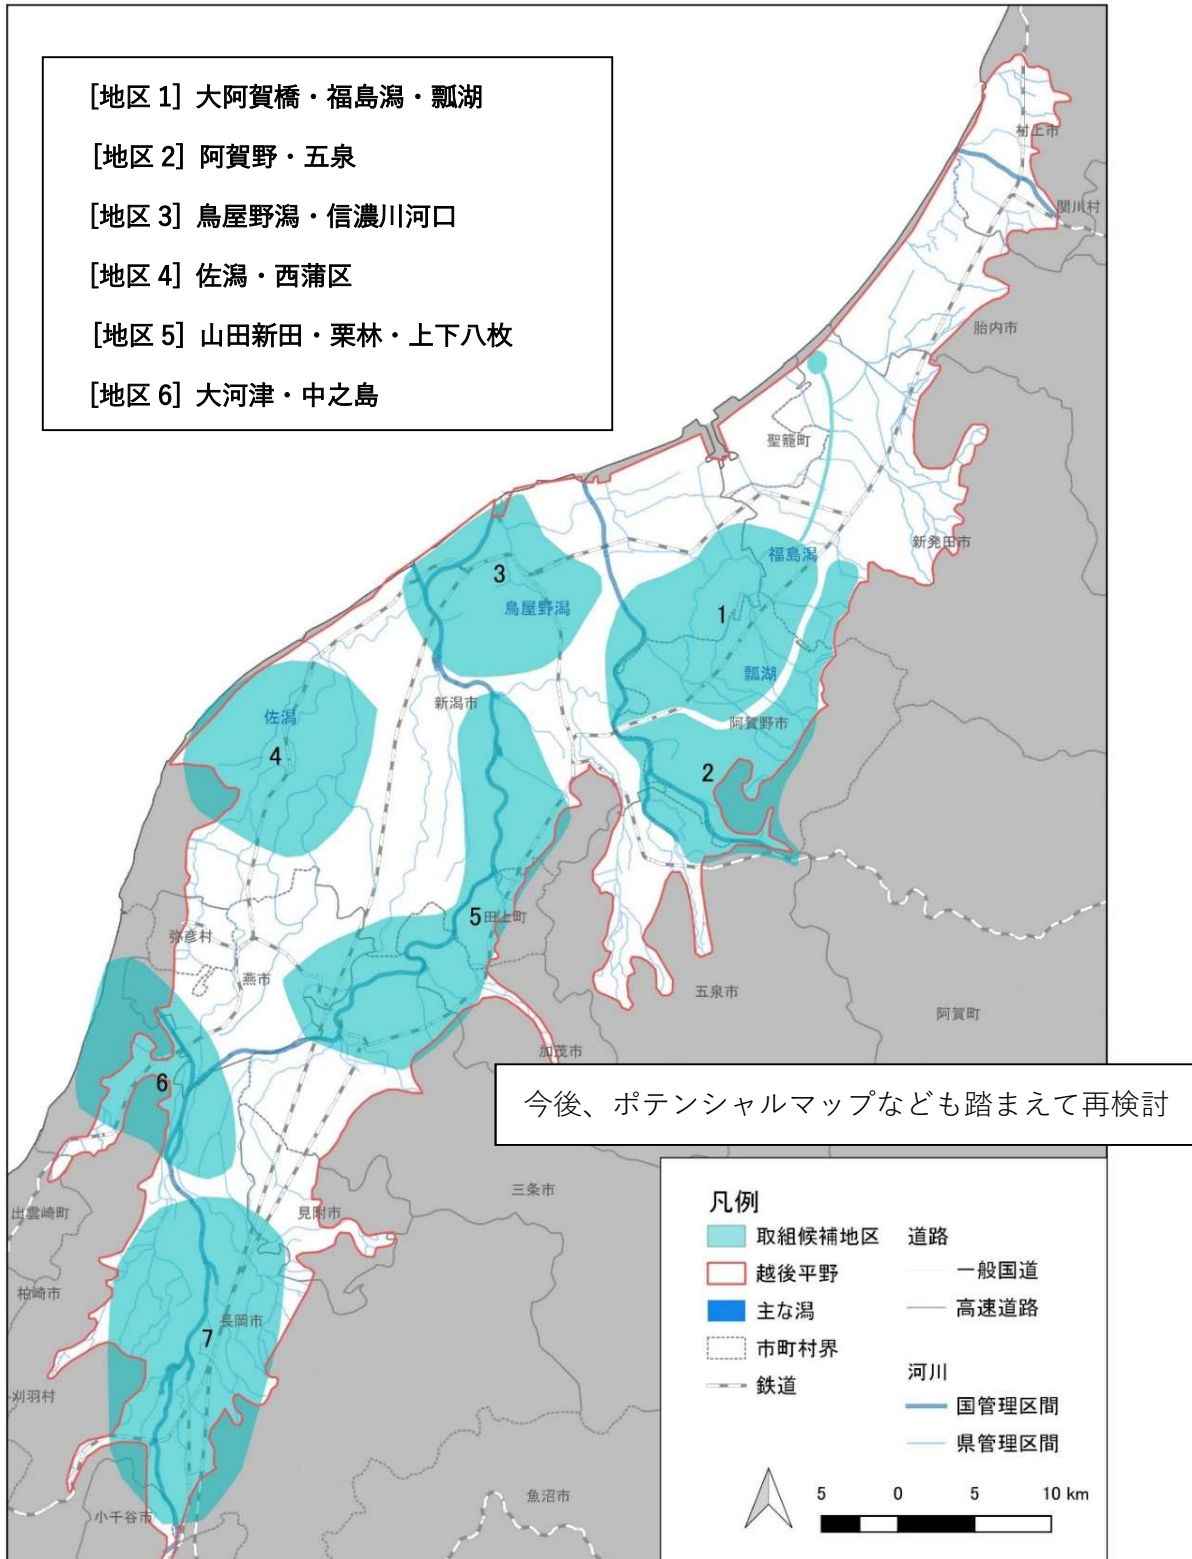 [地区 1] 大阿賀橋・福島潟・瓢湖
[地区 2] 阿賀野・五泉
[地区 3] 鳥屋野潟・信濃川河口
[地区 4] 佐潟・西蒲区
[地区 5] 山田新田・栗林・上下八枚
[地区 6] 大河津・中之島
村上市
関川村
胎内市
聖籠町
新発田市
福島潟
3
鳥屋野潟
1
瓢湖
新潟市
佐潟
阿賀野市
4
2
5
田上町
弥彦村
燕市
五泉市
阿賀町
加茂市
6
今後、ポテンシャルマップなども踏まえて再検討
三条市
出雲崎町
見附市
柏崎市
長岡市
7
刈羽村
小千谷市
魚沼市
凡例
取組候補地区
越後平野
主な潟
市町村界
鉄道
道路
一般国道
高速道路
河川
国管理区間
県管理区間
5 0 5 10 km